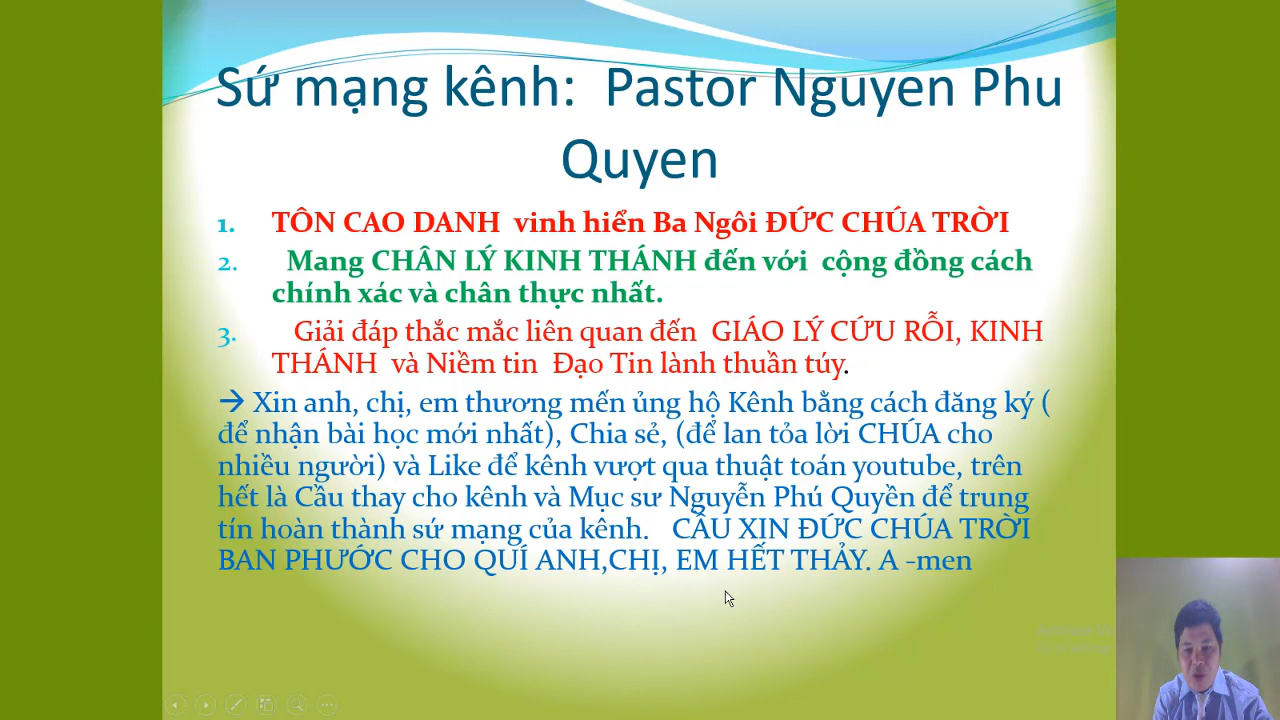 Sứ mạng kênh: Pastor Nguyen Phu
Quyen
1. TÔN CAO DANH vinh hiển Ba Ngôi ĐỨC CHÚA TRỜI
2. Mang CHÂN LÝ KINH THÁNH đến với cộng đồng cách
chính xác và chân thực nhất.
3. Giải đáp thắc mắc liên quan đến GIÁO LÝ CỨU RỖI, KINH
THÁNH và Niềm tin Đạo Tin lành thuần túy.
→ Xin anh, chị, em thương mến ủng hộ Kênh bằng cách đăng ký (
để nhận bài học mới nhất), Chia sẻ, (để lan tỏa lời CHÚA cho
nhiều người) và Like để kênh vượt qua thuật toán youtube, trên
hết là Cầu thay cho kênh và Mục sư Nguyễn Phú Quyền để trung
tín hoàn thành sứ mạng của kênh. CẦU XIN ĐỨC CHÚA TRỜI
BAN PHƯỚC CHO QUÍ ANH,CHỊ, EM HẾT THẢY. A -men